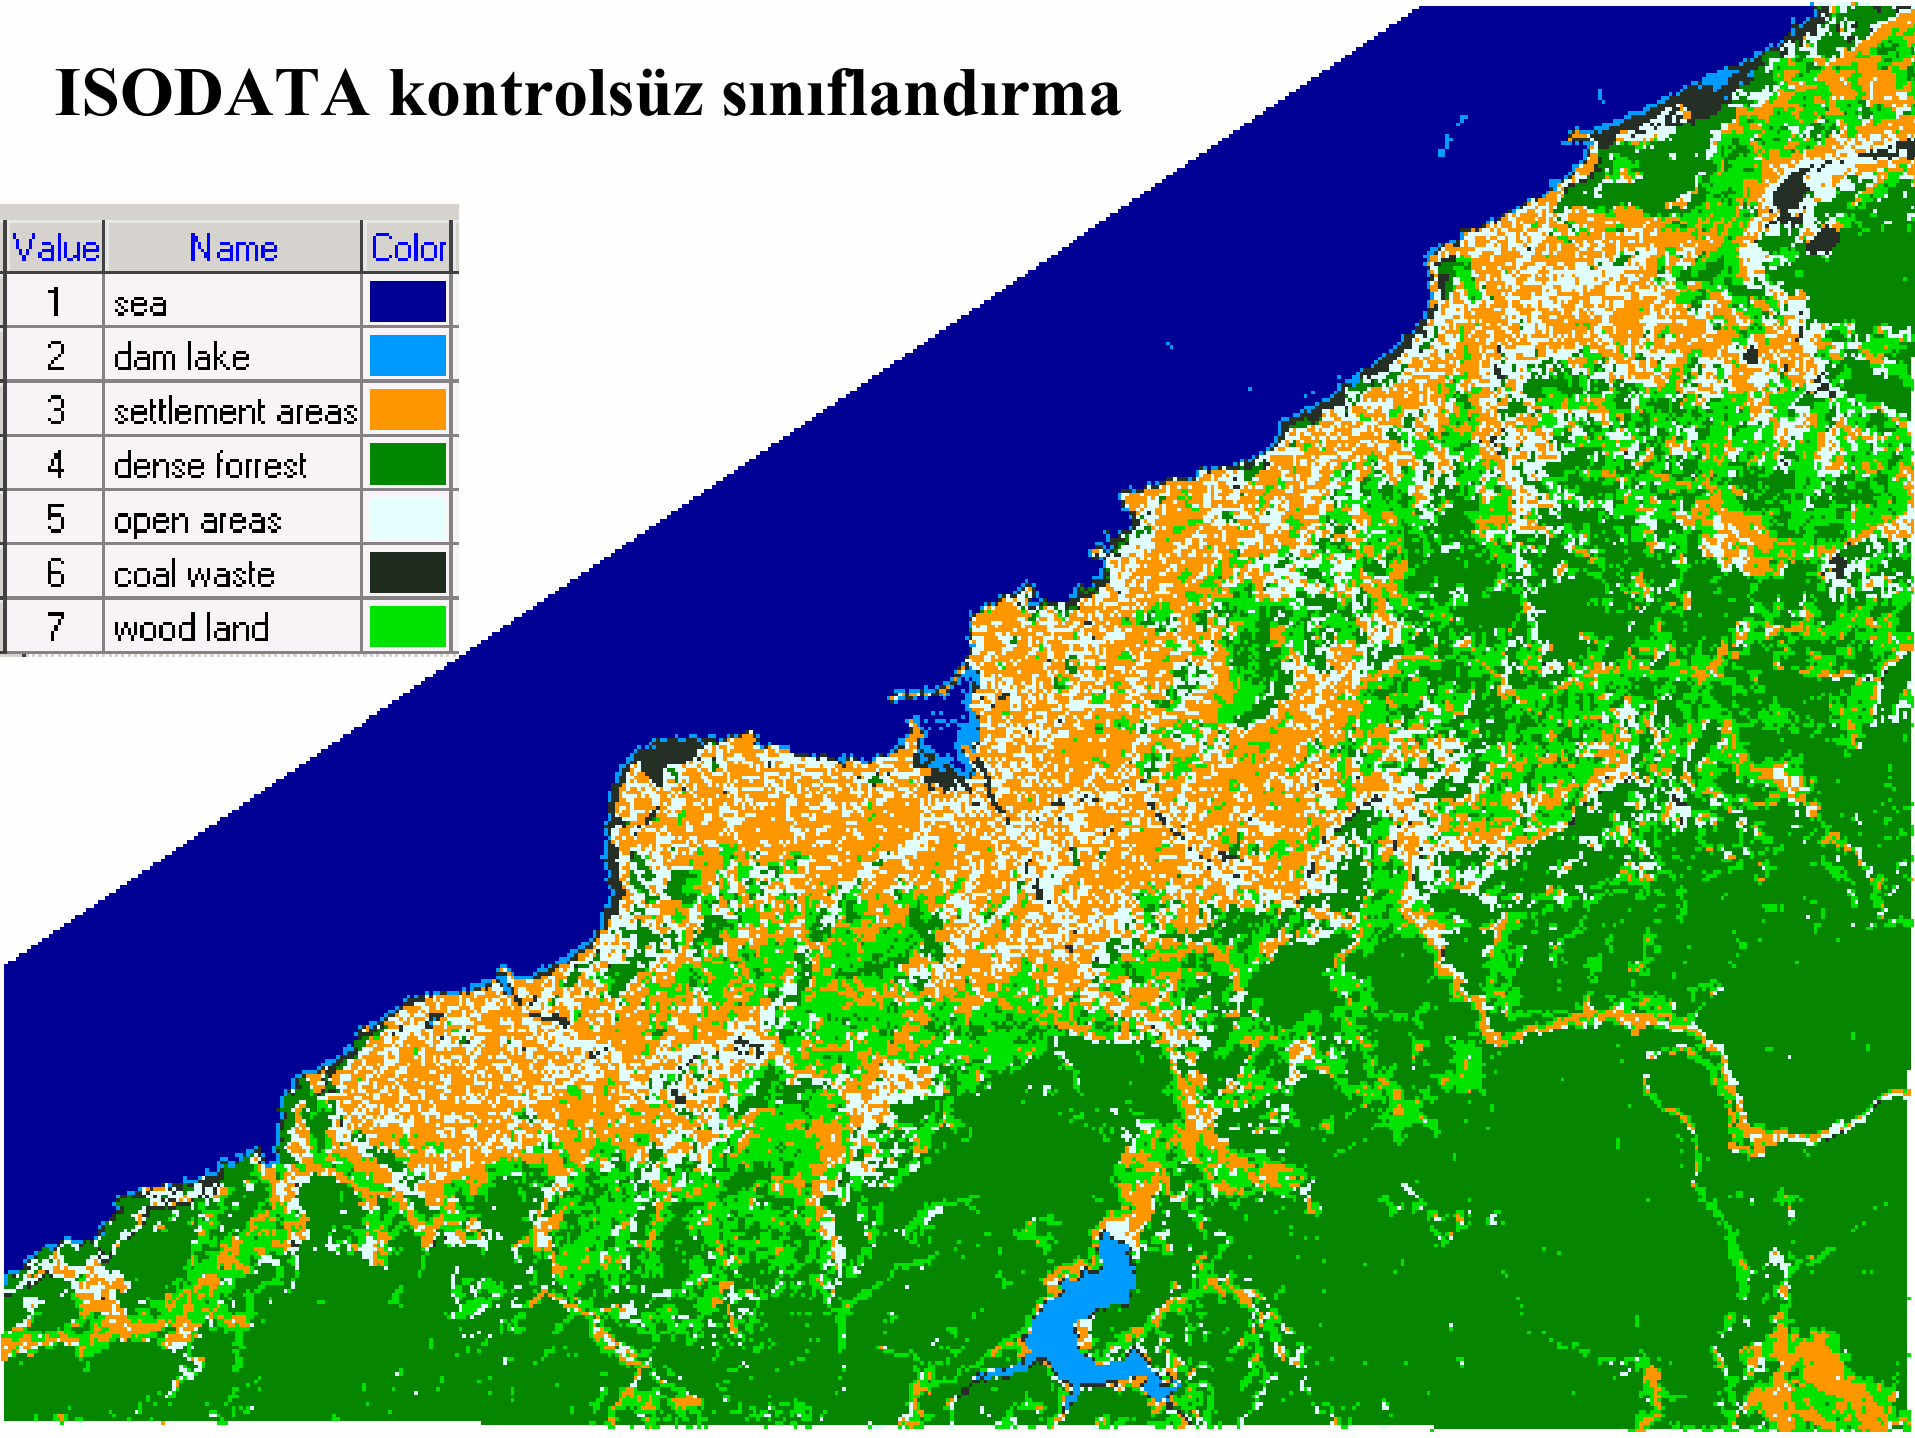 ISODATA kontrolsüz sınıflandırma
Value Name Color
1 sea
2 dam lake
3 settlement areas
4 dense forrest
5 open areas
6 coal waste
7 wood land